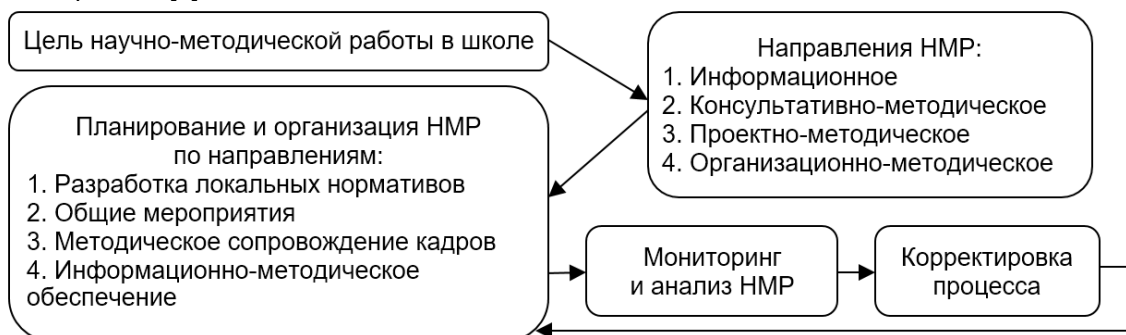 Цель научно-методической работы в школе
Направления НМР:
1. Информационное
2. Консультативно-методическое
3. Проектно-методическое
4. Организационно-методическое
Планирование и организация НМР
по направлениям:
1. Разработка локальных нормативов
2. Общие мероприятия
3. Методическое сопровождение кадров
4. Информационно-методическое
обеспечение
Мониторинг
и анализ НМР
Корректировка
процесса